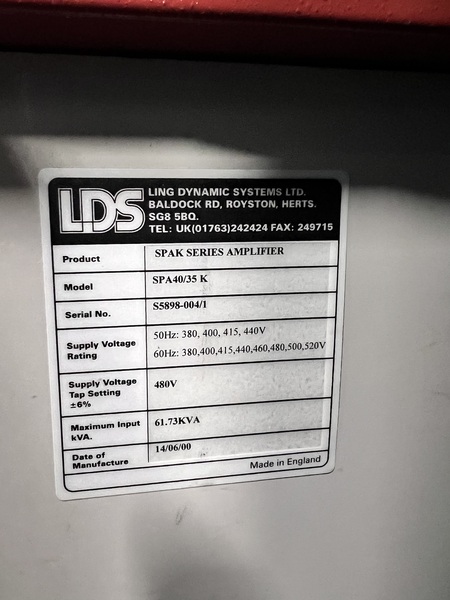 LDS
LING DYNAMIC SYSTEMS LTD.
BALDOCK RD, ROYSTON, HERTS.
SG8 5BQ.
TEL: UK(01763)242424 FAX: 249715
Product SPAK SERIES AMPLIFIER
Model SPA40/35 K
Serial No. S5898-004/1
Supply Voltage Rating
50Hz: 380, 400, 415, 440V
60Hz: 380,400,415,440,460,480,500,520V
Supply Voltage
Tap Setting 480V
±6%
Maximum Input 61.73KVA
kVA.
Date of 14/06/00
Manufacture
Made in England